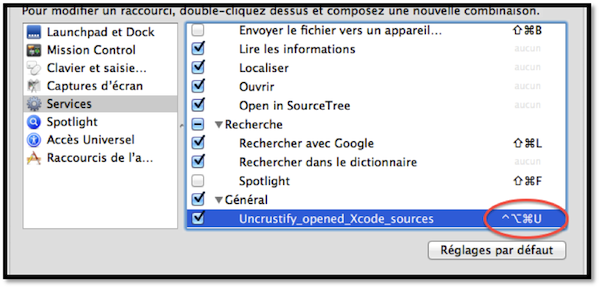 Pour modifier un raccourci, double-cliquez dessus et composez une nouvelle combinaison.
Launchpad et Dock
Mission Control
Clavier et saisie...
Captures d'écran
Services
Spotlight
Accès Universel
Raccourcis de l'a...
Envoyer le fichier vers un appareil... ⇧⌘B
Lire les informations aucun
Localiser aucun
Ouvrir aucun
Open in SourceTree aucun
Recherche
Rechercher avec Google ⇧⌘L
Rechercher dans le dictionnaire aucun
Spotlight ⇧⌘F
Général
Uncrustify_opened_Xcode_sources ^⌥⌘U
Réglages par défaut